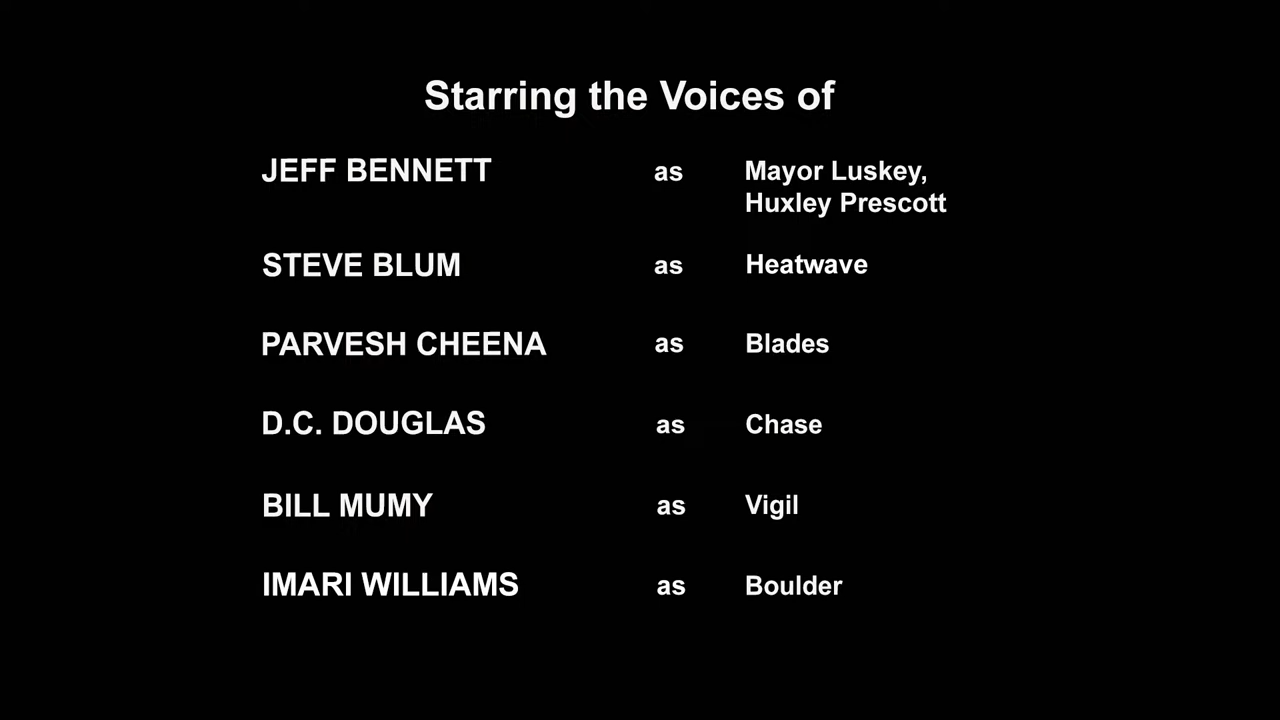 Starring the Voices of
JEFF BENNETT as Mayor Luskey,
Huxley Prescott
STEVE BLUM as Heatwave
PARVESH CHEENA as Blades
D.C. DOUGLAS as Chase
BILL MUMY as Vigil
IMARI WILLIAMS as Boulder